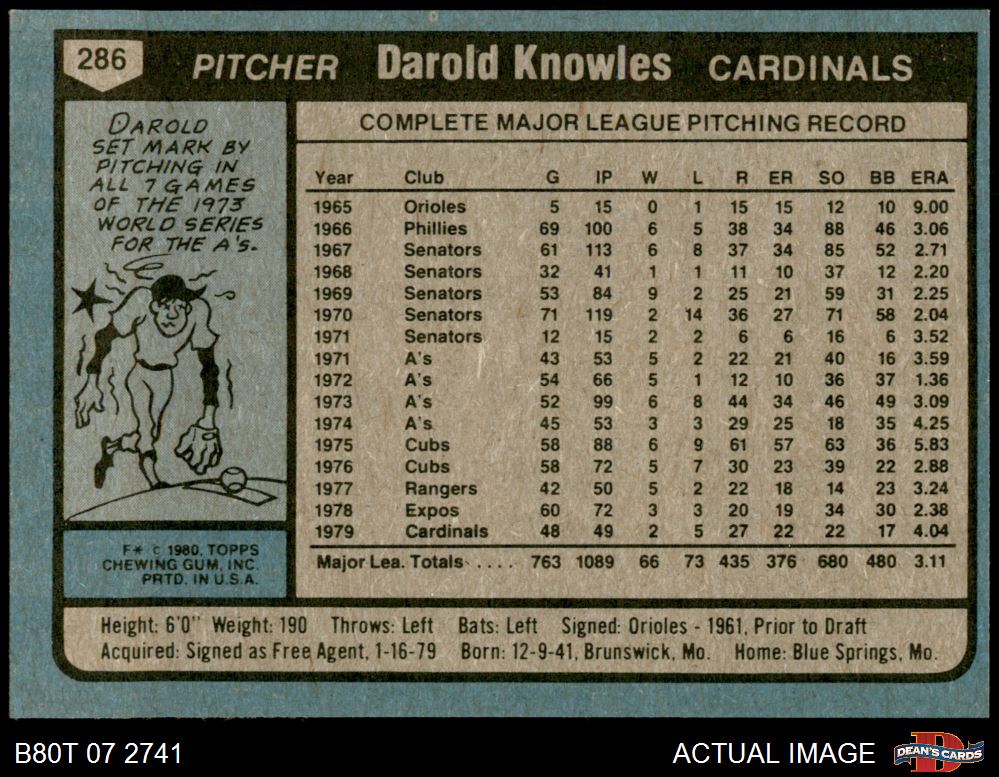 286 PITCHER Darold Knowles CARDINALS
DAROLD
SET MARK BY
PITCHING IN
ALL 7 GAMES
OF THE 1973
WORLD SERIES
FOR THE A's.
F* © 1980. TOPPS
CHEWING GUM, INC.
PRTD. IN U.S.A.
COMPLETE MAJOR LEAGUE PITCHING RECORD
Year Club G IP W L R ER SO BB ERA
1965 Orioles 5 15 0 1 15 15 12 10 9.00
1966 Phillies 69 100 6 5 38 34 88 46 3.06
1967 Senators 61 113 6 8 37 34 85 52 2.71
1968 Senators 32 41 1 1 11 10 37 12 2.20
1969 Senators 53 84 9 2 25 21 59 31 2.25
1970 Senators 71 119 2 14 36 27 71 58 2.04
1971 Senators 12 15 2 2 6 6 16 6 3.52
1971 A's 43 53 5 2 22 21 40 16 3.59
1972 A's 54 66 5 1 12 10 36 37 1.36
1973 A's 52 99 6 8 44 34 46 49 3.09
1974 A's 45 53 3 3 29 25 18 35 4.25
1975 Cubs 58 88 6 9 61 57 63 36 5.83
1976 Cubs 58 72 5 7 30 23 39 22 2.88
1977 Rangers 42 50 5 2 22 18 14 23 3.24
1978 Expos 60 72 3 3 20 19 34 30 2.38
1979 Cardinals 48 49 2 5 27 22 22 17 4.04
Major Lea. Totals . . . . . 763 1089 66 73 435 376 680 480 3.11
Height: 6'0" Weight: 190 Throws: Left Bats: Left Signed: Orioles - 1961, Prior to Draft
Acquired: Signed as Free Agent, 1-16-79 Born: 12-9-41, Brunswick, Mo. Home: Blue Springs, Mo.
B80T 07 2741 ACTUAL IMAGE D DEAN'S CARDS